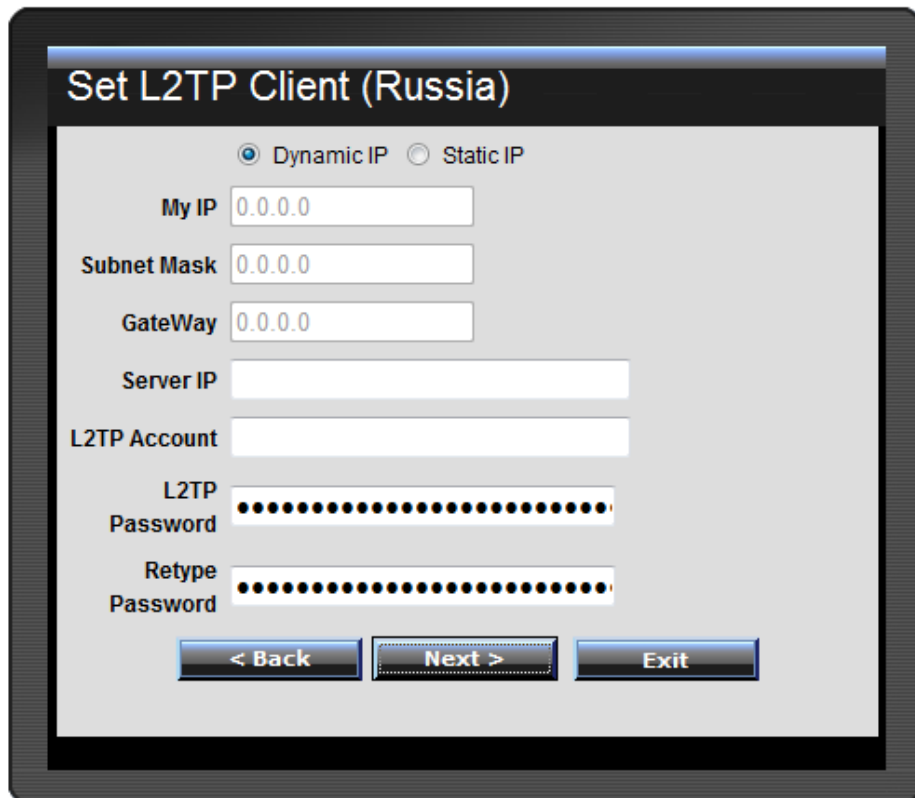 Set L2TP Client (Russia)
Dynamic IP Static IP
My IP 0.0.0.0
Subnet Mask 0.0.0.0
GateWay 0.0.0.0
Server IP
L2TP Account
L2TP
Password
Retype
Password
< Back Next > Exit